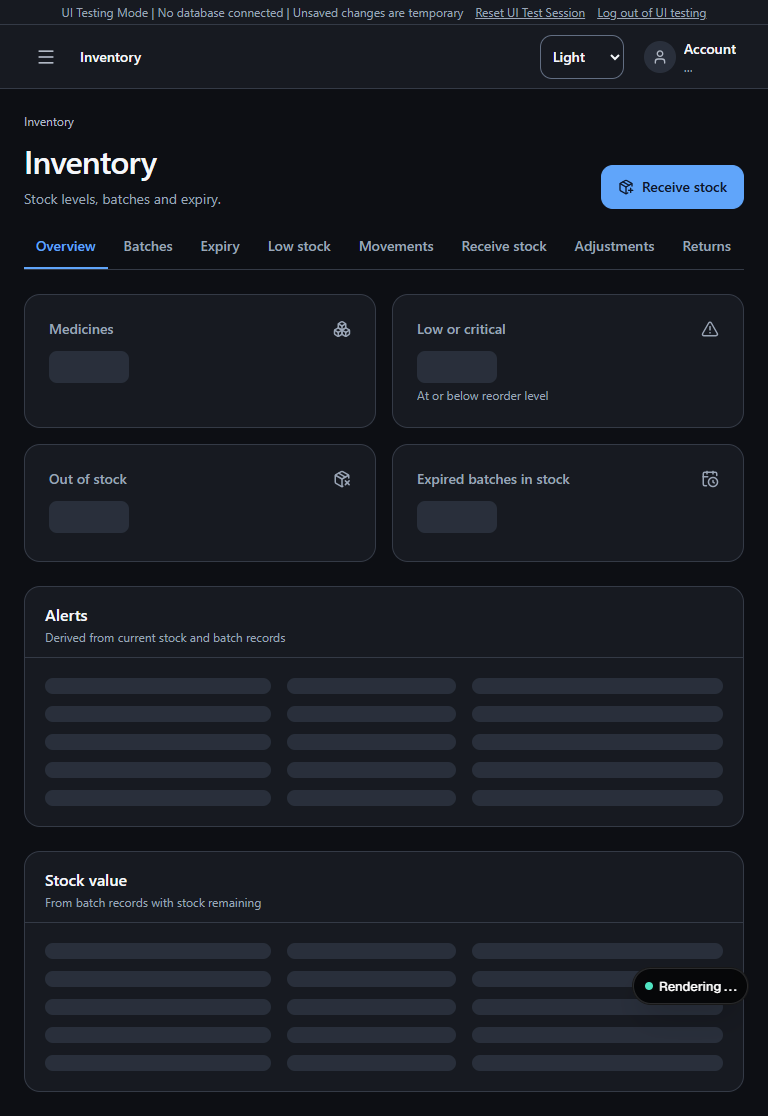 UI Testing Mode | No database connected | Unsaved changes are temporary Reset UI Test Session Log out of UI testing
Inventory
Light
Account
...
Inventory
Inventory
Stock levels, batches and expiry.
Receive stock
Overview Batches Expiry Low stock Movements Receive stock Adjustments Returns
Medicines
Low or critical
At or below reorder level
Out of stock
Expired batches in stock
Alerts
Derived from current stock and batch records
Stock value
From batch records with stock remaining
Rendering ...